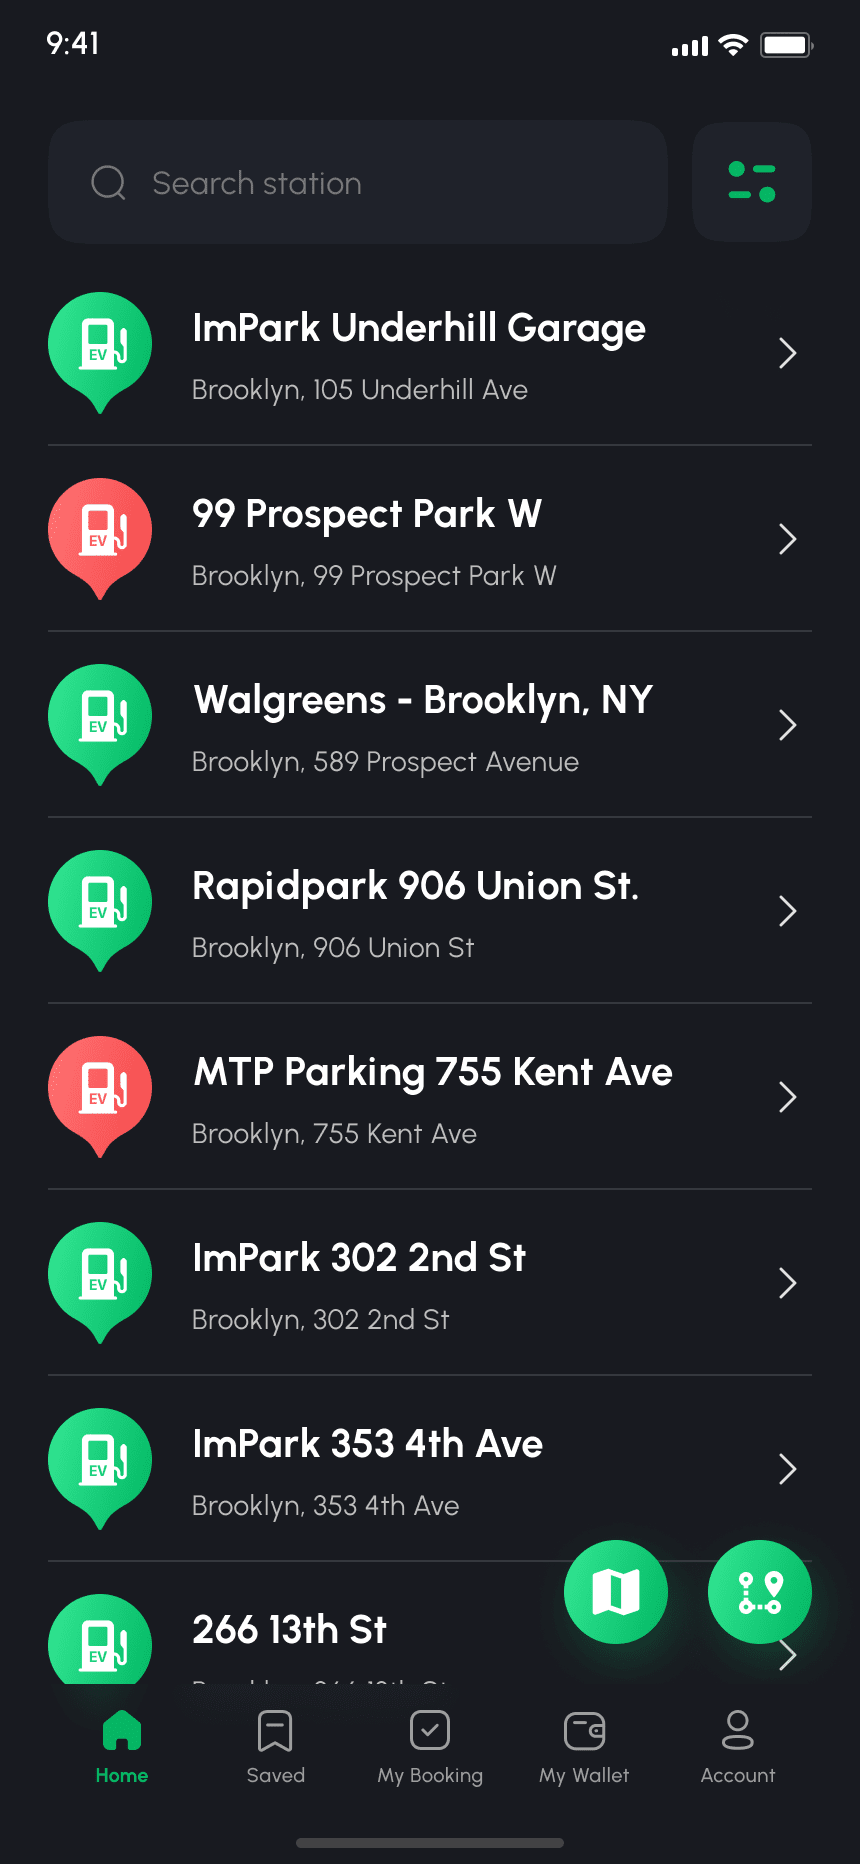 9:41
Search station
EV
ImPark Underhill Garage
Brooklyn, 105 Underhill Ave
EV
99 Prospect Park W
Brooklyn, 99 Prospect Park W
EV
Walgreens - Brooklyn, NY
Brooklyn, 589 Prospect Avenue
EV
Rapidpark 906 Union St.
Brooklyn, 906 Union St
EV
MTP Parking 755 Kent Ave
Brooklyn, 755 Kent Ave
EV
ImPark 302 2nd St
Brooklyn, 302 2nd St
EV
ImPark 353 4th Ave
Brooklyn, 353 4th Ave
EV
266 13th St
Home
Saved
My Booking
My Wallet
Account